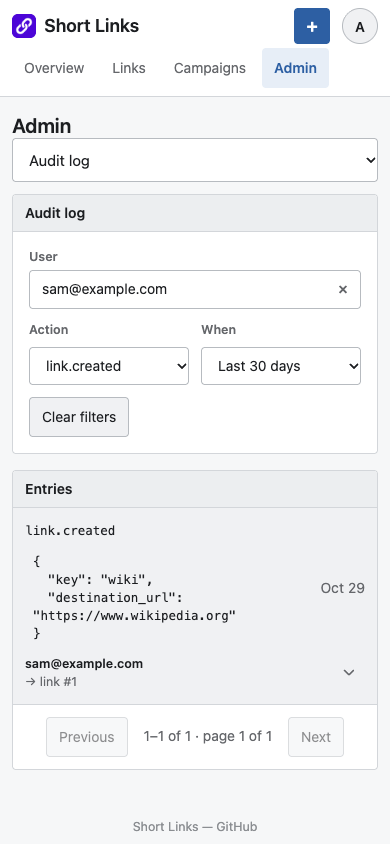 Short Links
+
A
Overview
Links
Campaigns
Admin
Admin
Audit log
Audit log
User
sam@example.com
×
Action
When
link.created
Last 30 days
Clear filters
Entries
link.created
{
"key": "wiki",
"destination_url":
"https://www.wikipedia.org"
}
Oct 29
sam@example.com
→ link #1
Previous
1–1 of 1 · page 1 of 1
Next
Short Links — GitHub